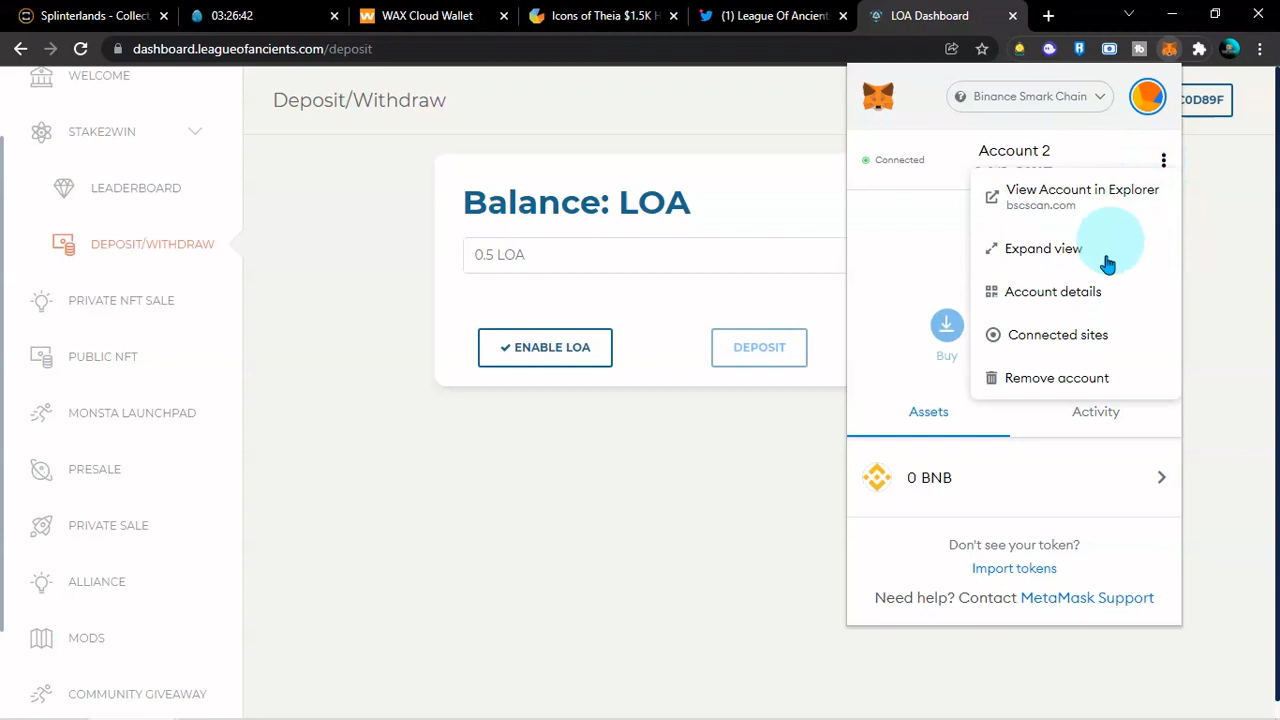 Splinterlands - Collect
03:26:42
WAX Cloud Wallet
Icons of Theia $1.5K H
(1) League Of Ancient
LOA Dashboard
dashboard.leagueofancients.com/deposit
WELCOME
STAKE2WIN
LEADERBOARD
DEPOSIT/WITHDRAW
PRIVATE NFT SALE
PUBLIC NFT
MONSTA LAUNCHPAD
PRESALE
PRIVATE SALE
ALLIANCE
MODS
COMMUNITY GIVEAWAY
Deposit/Withdraw
C0D89F
Balance: LOA
0.5 LOA
ENABLE LOA
DEPOSIT
Binance Smark Chain
Connected
Account 2
View Account in Explorer
bscscan.com
Expand view
Account details
Connected sites
Remove account
Buy
Assets
Activity
0 BNB
Don't see your token?
Import tokens
Need help? Contact MetaMask Support